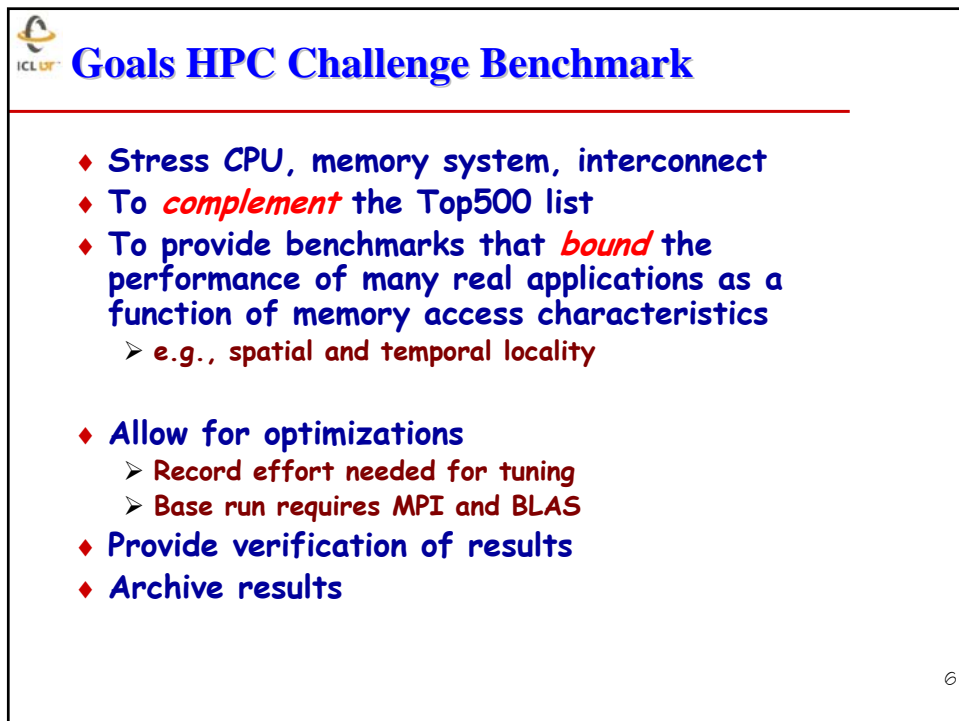 ICL UT
Goals HPC Challenge Benchmark
♦ Stress CPU, memory system, interconnect
♦ To complement the Top500 list
♦ To provide benchmarks that bound the
performance of many real applications as a
function of memory access characteristics
➢ e.g., spatial and temporal locality
♦ Allow for optimizations
➢ Record effort needed for tuning
➢ Base run requires MPI and BLAS
♦ Provide verification of results
♦ Archive results
6